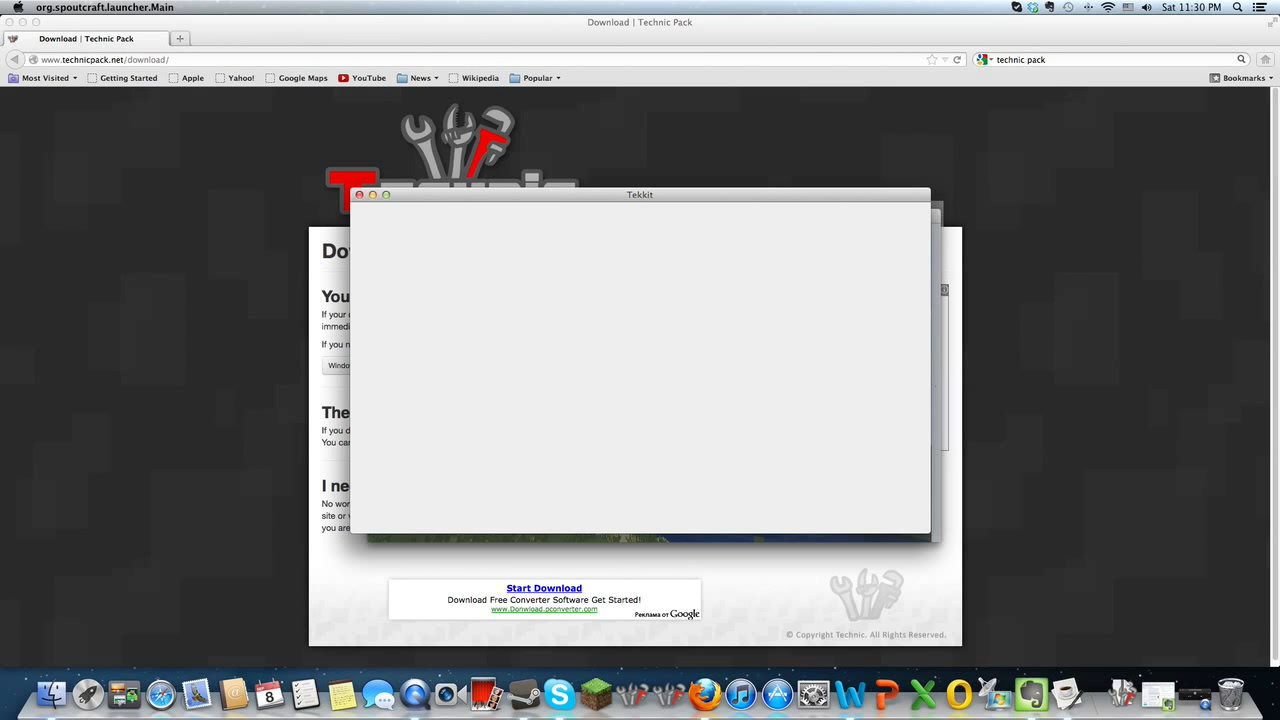 org.spoutcraft.launcher.Main
Sat 11:30 PM
Download | Technic Pack
Download | Technic Pack
www.technicpack.net/download/
technic pack
Most Visited
Getting Started
Apple
Yahoo!
Google Maps
YouTube
News
Wikipedia
Popular
Bookmarks
Tekkit
Do
You
If your
immedi
If you n
Windo
The
If you d
You can
I ne
No wor
site or
you are
Start Download
Download Free Converter Software Get Started!
www.Donwload.pconverter.com
Реклама от Google
© Copyright Technic. All Rights Reserved.